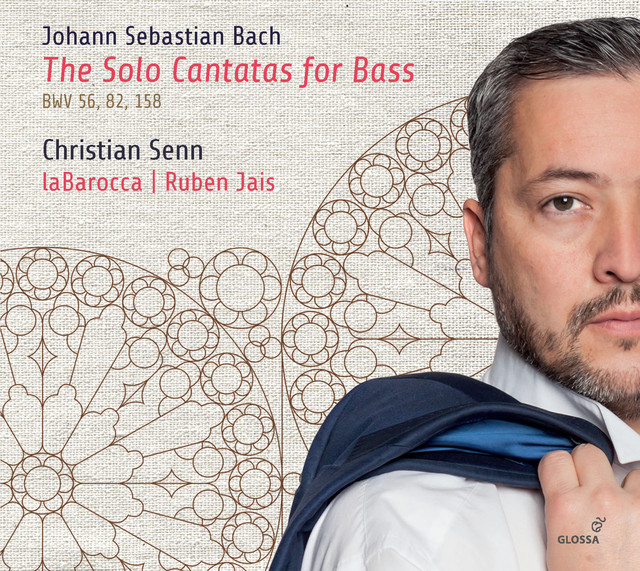 Johann Sebastian Bach
The Solo Cantatas for Bass
BWV 56, 82, 158
Christian Senn
laBarocca | Ruben Jais
GLOSSA